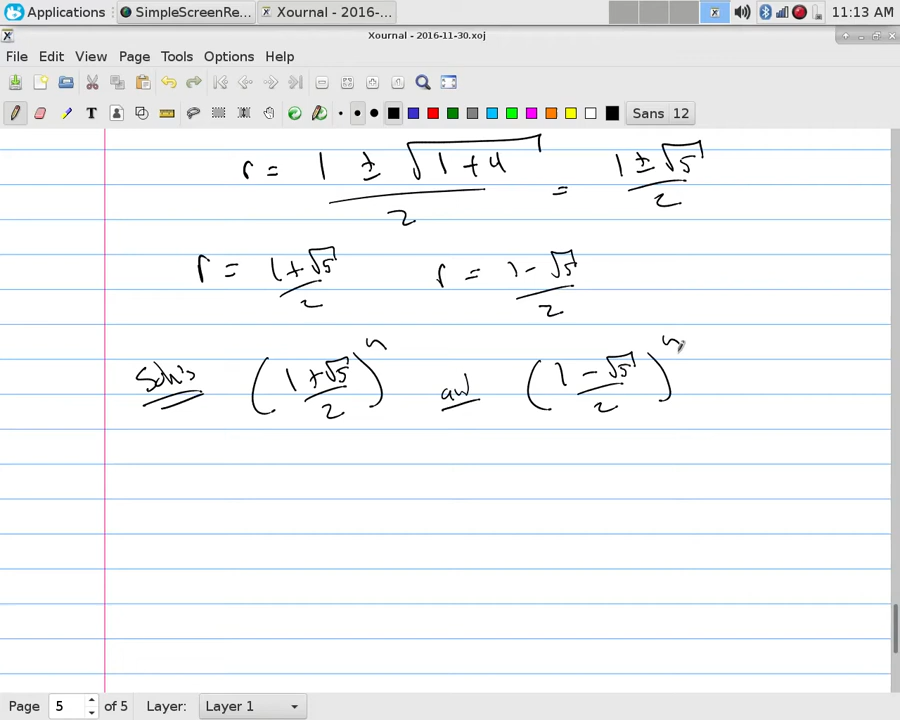 Applications SimpleScreenRe... Xournal - 2016-... 11:13 AM
Xournal - 2016-11-30.xoj
File Edit View Page Tools Options Help
Sans 12
r = 1 ± √1+4 / 2 = 1±√5 / 2
r = 1+√5 / 2 r = 1-√5 / 2
Soln's (1+√5 / 2)^n and (1-√5 / 2)^n
Page 5 of 5 Layer: Layer 1